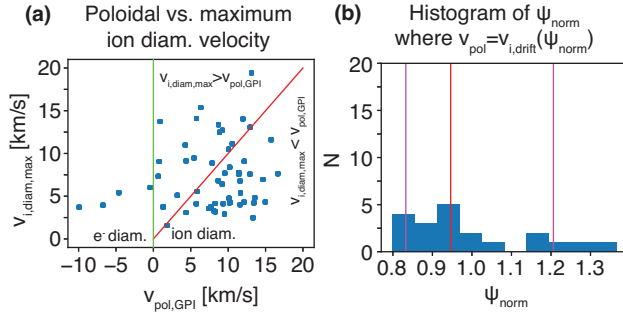 (a) Poloidal vs. maximum
ion diam. velocity
v_i,diam,max>v_pol,GPI
v_i,diam,max < v_pol,GPI
e⁻ diam.
ion diam.
20
15
10
5
0
v_i,diam,max [km/s]
−10 −5 0 5 10 15 20
v_pol,GPI [km/s]
(b) Histogram of ψ_norm
where v_pol=v_i,drift(ψ_norm)
20
15
10
5
0
N
0.8 0.9 1.0 1.1 1.2 1.3
ψ_norm